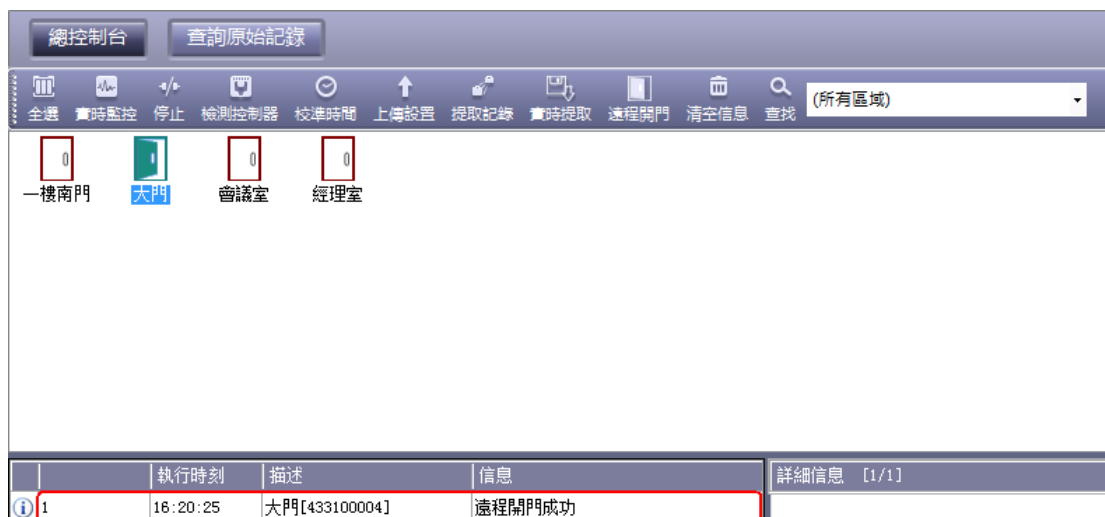 總控制台 查詢原始記錄
全選 實時監控 停止 檢測控制器 校準時間 上傳設置 提取記錄 實時提取 遠程開門 清空信息 查找 (所有區域)
一樓南門 大門 會議室 經理室
執行時刻 描述 信息 詳細信息 [1/1]
1 16:20:25 大門[433100004] 遠程開門成功